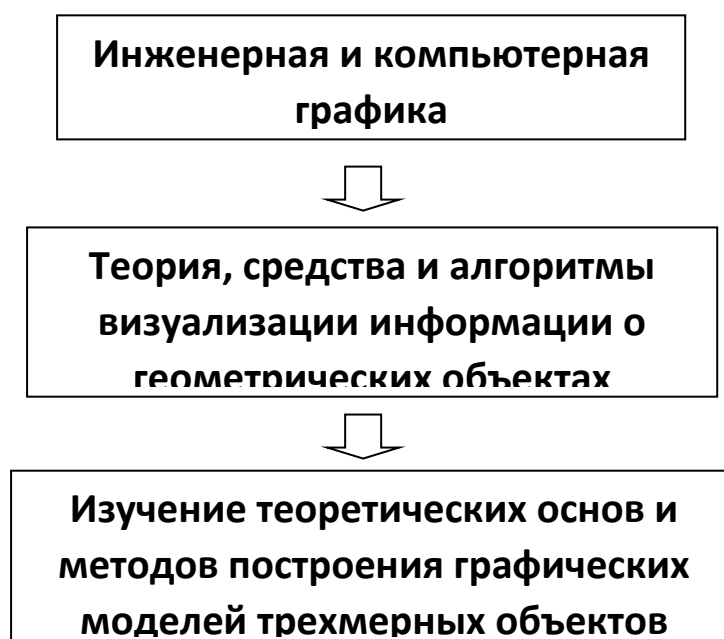 Инженерная и компьютерная
графика
Теория, средства и алгоритмы
визуализации информации о
геометрических объектах
Изучение теоретических основ и
методов построения графических
моделей трехмерных объектов